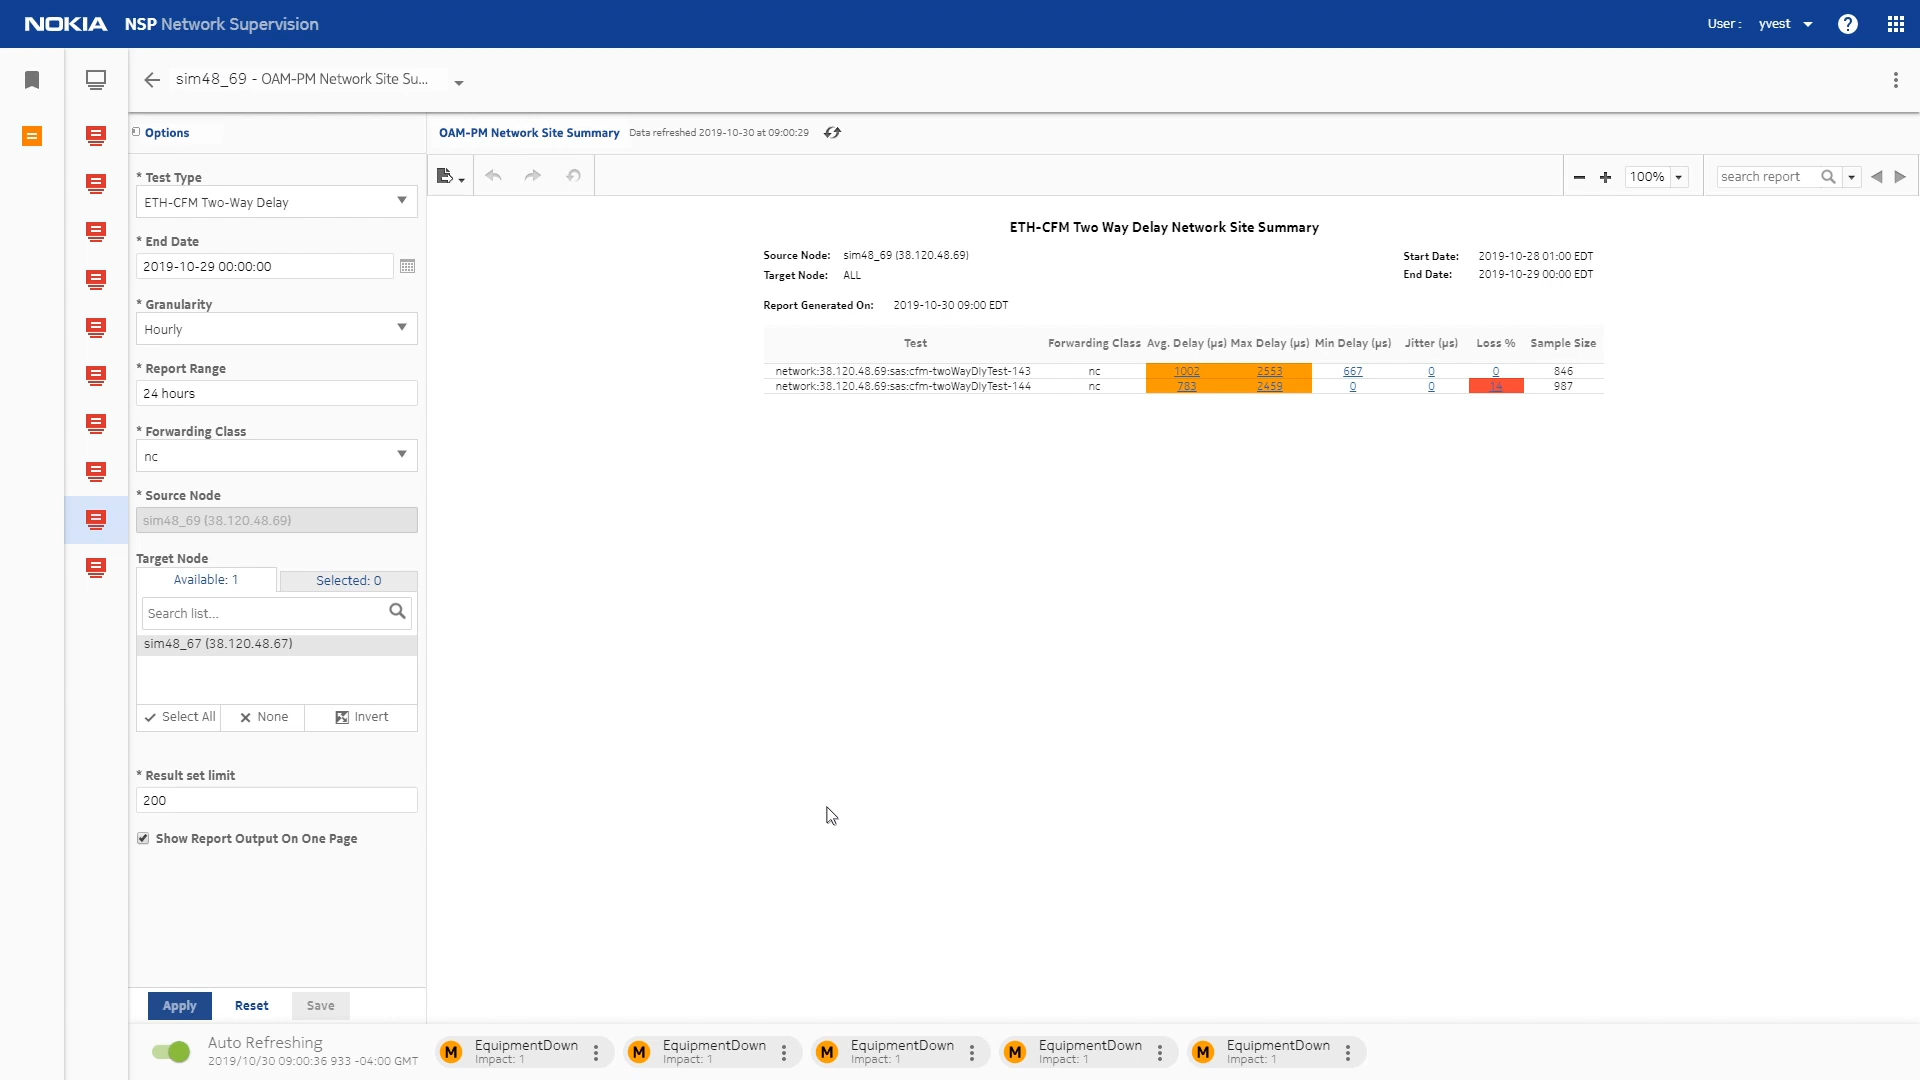 NOKIA NSP Network Supervision
User : yvest
sim48_69 - OAM-PM Network Site Su...
Options
* Test Type
ETH-CFM Two-Way Delay
* End Date
2019-10-29 00:00:00
* Granularity
Hourly
* Report Range
24 hours
* Forwarding Class
nc
* Source Node
sim48_69 (38.120.48.69)
Target Node
Available: 1 Selected: 0
Search list...
sim48_67 (38.120.48.67)
Select All None Invert
* Result set limit
200
Show Report Output On One Page
Apply Reset Save
OAM-PM Network Site Summary Data refreshed 2019-10-30 at 09:00:29
100% search report
ETH-CFM Two Way Delay Network Site Summary
Source Node: sim48_69 (38.120.48.69) Start Date: 2019-10-28 01:00 EDT
Target Node: ALL End Date: 2019-10-29 00:00 EDT
Report Generated On: 2019-10-30 09:00 EDT
Test Forwarding Class Avg. Delay (µs) Max Delay (µs) Min Delay (µs) Jitter (µs) Loss % Sample Size
network:38.120.48.69:sas:cfm-twoWayDlyTest-143 nc 1002 2553 667 0 0 846
network:38.120.48.69:sas:cfm-twoWayDlyTest-144 nc 783 2459 0 0 14 987
Auto Refreshing
2019/10/30 09:00:36 933 -04:00 GMT
M EquipmentDown
Impact: 1
M EquipmentDown
Impact: 1
M EquipmentDown
Impact: 1
M EquipmentDown
Impact: 1
M EquipmentDown
Impact: 1